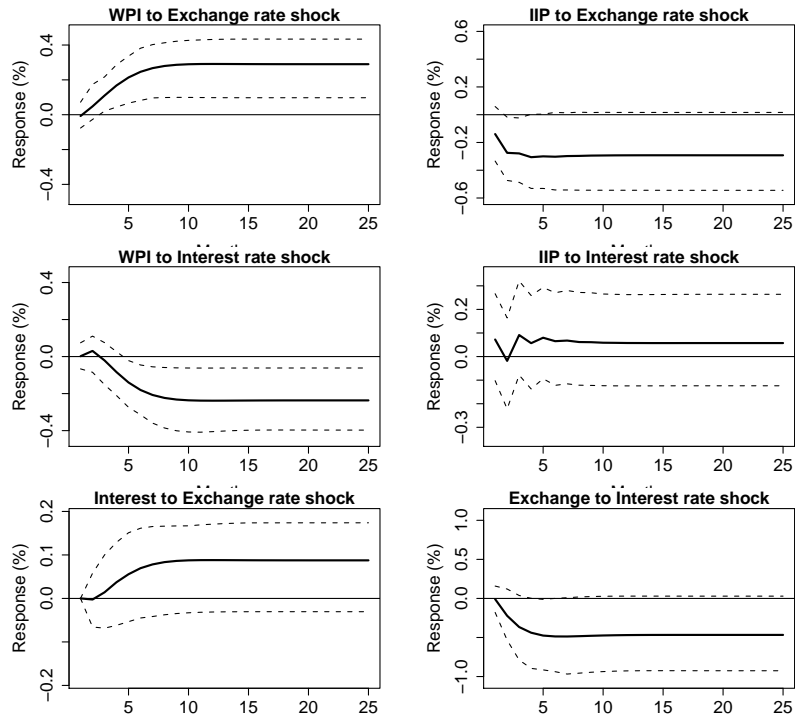 WPI to Exchange rate shock
Response (%)
0.4
0.0
−0.4
5 10 15 20 25
IIP to Exchange rate shock
Response (%)
0.6
0.2
−0.2
−0.6
5 10 15 20 25
WPI to Interest rate shock
Response (%)
0.4
0.0
−0.4
5 10 15 20 25
IIP to Interest rate shock
Response (%)
0.2
0.0
−0.3
5 10 15 20 25
Interest to Exchange rate shock
Response (%)
0.2
0.1
0.0
−0.2
5 10 15 20 25
Exchange to Interest rate shock
Response (%)
1.0
0.5
0.0
−1.0
5 10 15 20 25